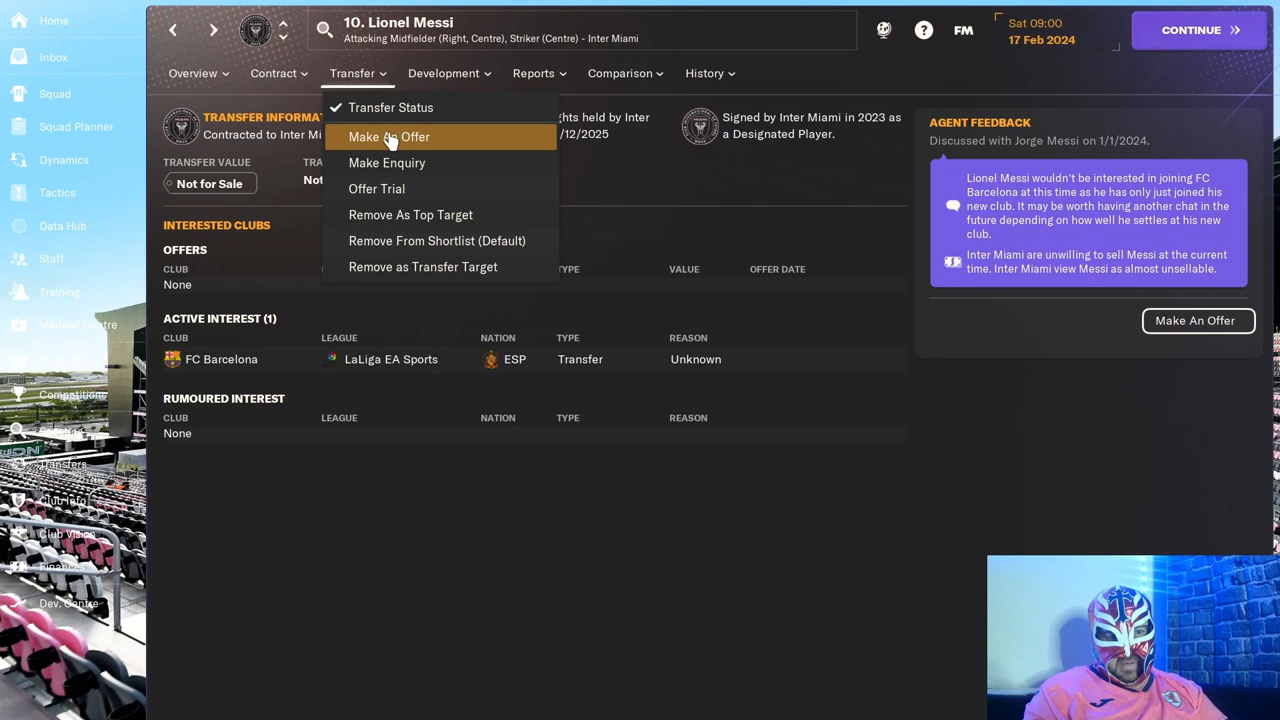 Home
Inbox
Squad
Squad Planner
Dynamics
Tactics
Data Hub
Staff
Training
Medical Centre
Competitions
Transfers
Club Info
Club Vision
Finances
Dev. Centre
10. Lionel Messi
Attacking Midfielder (Right, Centre), Striker (Centre) - Inter Miami
?
FM
Sat 09:00
17 Feb 2024
CONTINUE
Overview
Contract
Transfer
Development
Reports
Comparison
History
Transfer Status
Make An Offer
Make Enquiry
Offer Trial
Remove As Top Target
Remove From Shortlist (Default)
Remove as Transfer Target
TRANSFER INFORMA
Contracted to Inter Mi
ghts held by Inter
/12/2025
Signed by Inter Miami in 2023 as
a Designated Player.
TRANSFER VALUE
Not for Sale
TRA
Not
INTERESTED CLUBS
OFFERS
CLUB
TYPE
VALUE
OFFER DATE
None
ACTIVE INTEREST (1)
CLUB LEAGUE NATION TYPE REASON
FC Barcelona LaLiga EA Sports ESP Transfer Unknown
RUMOURED INTEREST
CLUB LEAGUE NATION TYPE REASON
None
AGENT FEEDBACK
Discussed with Jorge Messi on 1/1/2024.
Lionel Messi wouldn't be interested in joining FC
Barcelona at this time as he has only just joined his
new club. It may be worth having another chat in the
future depending on how well he settles at his new
club.
Inter Miami are unwilling to sell Messi at the current
time. Inter Miami view Messi as almost unsellable.
Make An Offer